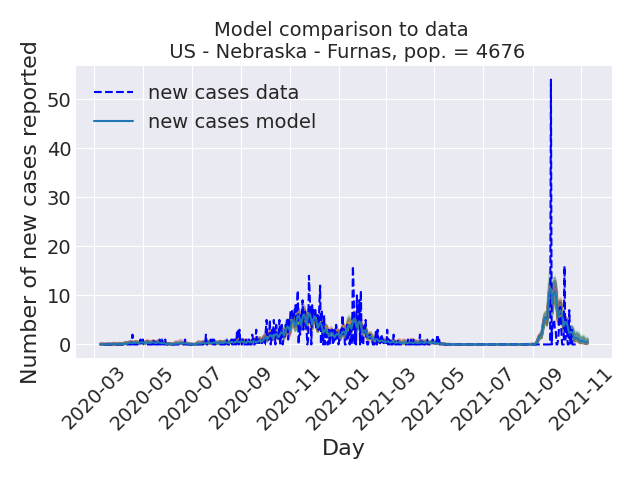 Model comparison to data
US - Nebraska - Furnas, pop. = 4676
Number of new cases reported
new cases data
new cases model
50
40
30
20
10
0
2020-03
2020-05
2020-07
2020-09
2020-11
2021-01
2021-03
2021-05
2021-07
2021-09
2021-11
Day